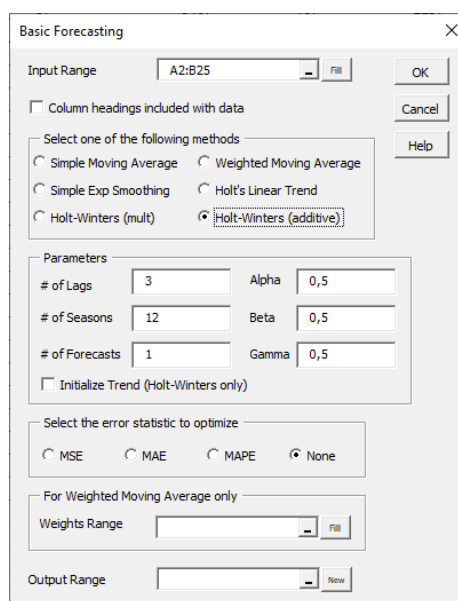 Basic Forecasting
Input Range A2:B25 _ Fill OK
Column headings included with data Cancel
Select one of the following methods Help
Simple Moving Average Weighted Moving Average
Simple Exp Smoothing Holt's Linear Trend
Holt-Winters (mult) Holt-Winters (additive)
Parameters
# of Lags 3 Alpha 0,5
# of Seasons 12 Beta 0,5
# of Forecasts 1 Gamma 0,5
Initialize Trend (Holt-Winters only)
Select the error statistic to optimize
MSE MAE MAPE None
For Weighted Moving Average only
Weights Range _ Fill
Output Range _ New